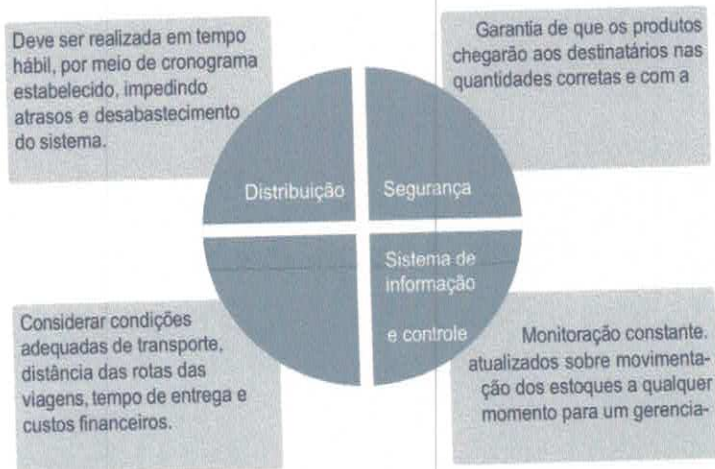 Deve ser realizada em tempo
hábil, por meio de cronograma
estabelecido, impedindo
atrasos e desabastecimento
do sistema.
Garantia de que os produtos
chegarão aos destinatários nas
quantidades corretas e com a
Distribuição
Segurança
Sistema de
informação
e controle
Considerar condições
adequadas de transporte,
distância das rotas das
viagens, tempo de entrega e
custos financeiros.
Monitoração constante.
atualizados sobre movimenta-
ção dos estoques a qualquer
momento para um gerencia-